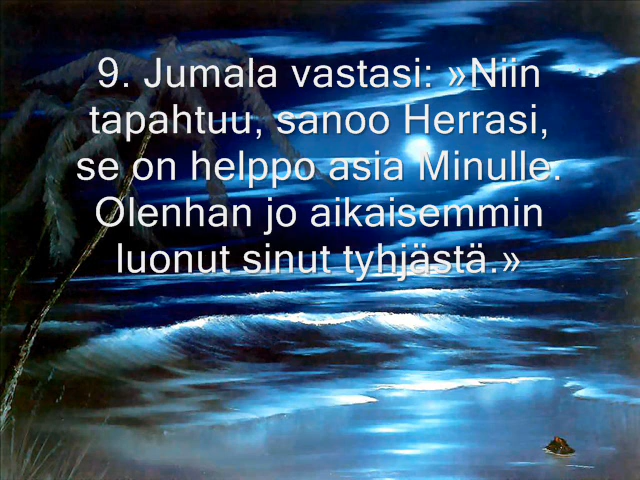 9. Jumala vastasi: »Niin
tapahtuu, sanoo Herrasi,
se on helppo asia Minulle.
Olenhan jo aikaisemmin
luonut sinut tyhjästä.»